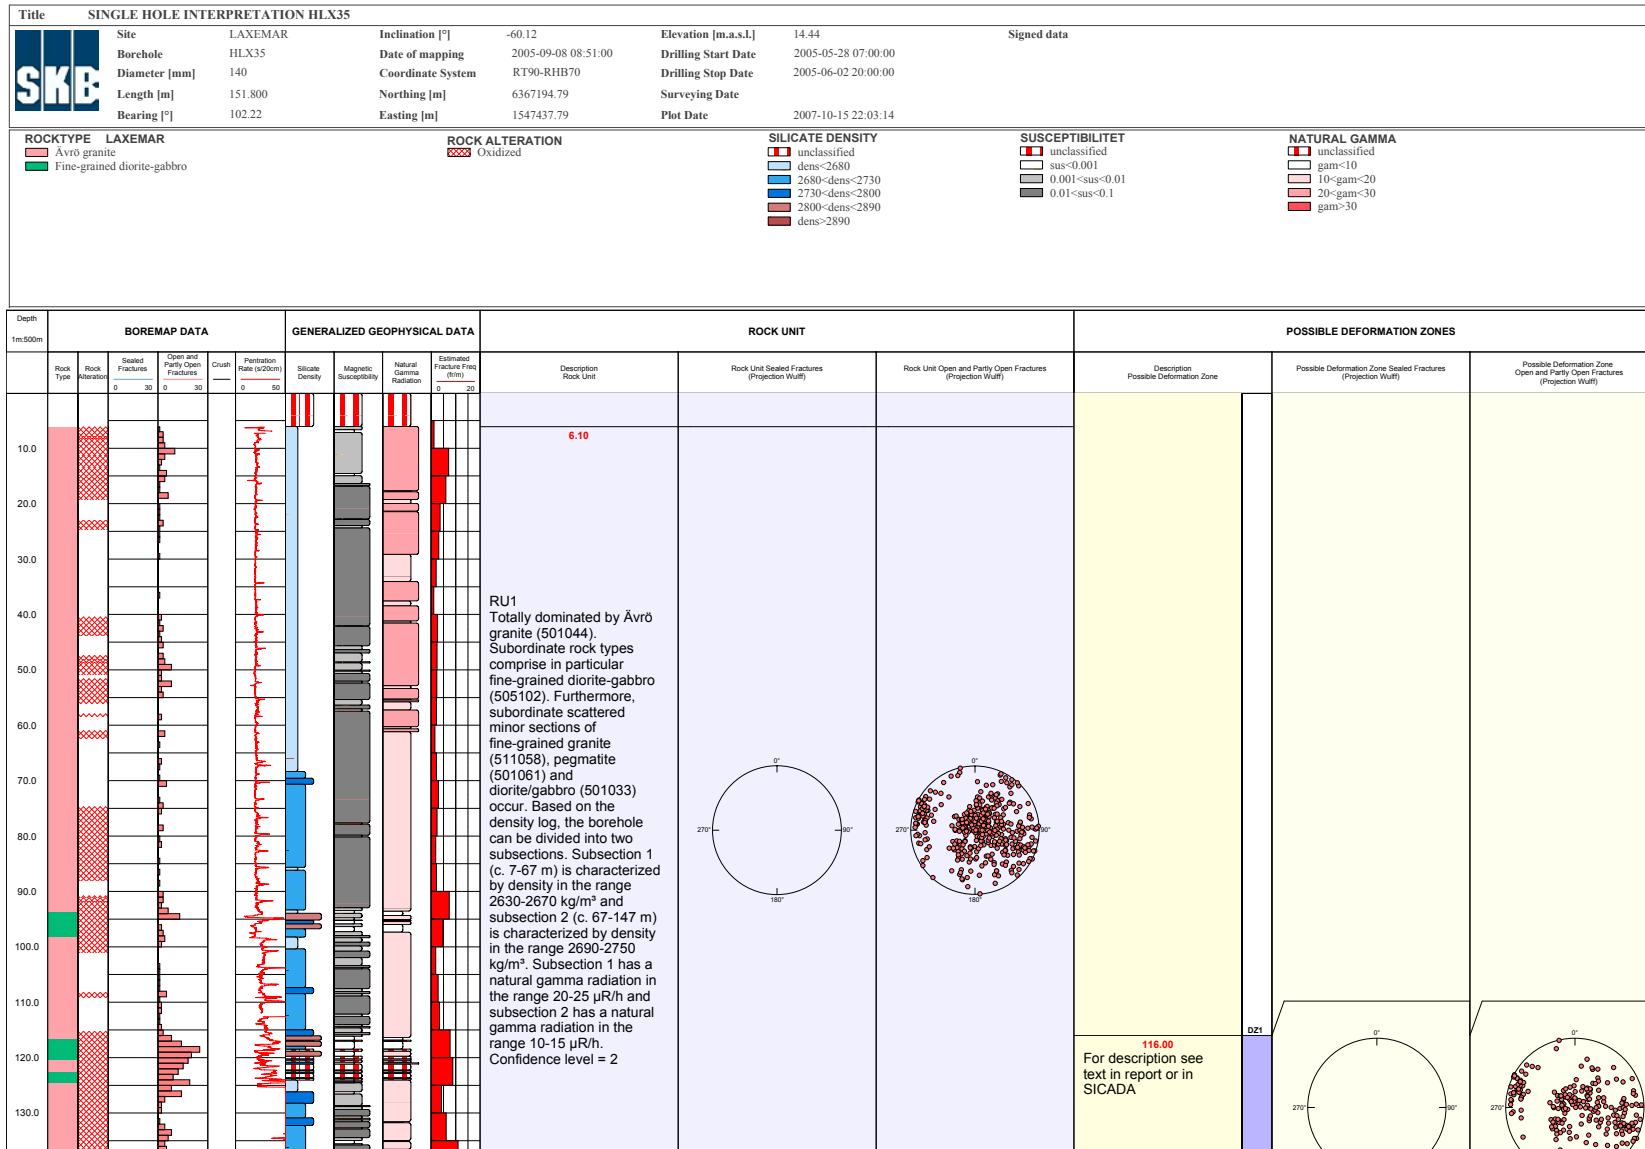 Title SINGLE HOLE INTERPRETATION HLX35
SKB
Site LAXEMAR Inclination [°] -60.12 Elevation [m.a.s.l.] 14.44 Signed data
Borehole HLX35 Date of mapping 2005-09-08 08:51:00 Drilling Start Date 2005-05-28 07:00:00
Diameter [mm] 140 Coordinate System RT90-RHB70 Drilling Stop Date 2005-06-02 20:00:00
Length [m] 151.800 Northing [m] 6367194.79 Surveying Date
Bearing [°] 102.22 Easting [m] 1547437.79 Plot Date 2007-10-15 22:03:14
ROCKTYPE LAXEMAR
Ävrö granite
Fine-grained diorite-gabbro
ROCK ALTERATION
Oxidized
SILICATE DENSITY
unclassified
dens<2680
2680<dens<2730
2730<dens<2800
2800<dens<2890
dens>2890
SUSCEPTIBILITET
unclassified
sus<0.001
0.001<sus<0.01
0.01<sus<0.1
NATURAL GAMMA
unclassified
gam<10
10<gam<20
20<gam<30
gam>30
Depth
1m:500m
BOREMAP DATA
GENERALIZED GEOPHYSICAL DATA
ROCK UNIT
POSSIBLE DEFORMATION ZONES
Rock
Type
Rock
Alteration
Sealed
Fractures
0 30
Open and
Partly Open
Fractures
0 30
Crush
Pentration
Rate (s/20cm)
0 50
Silicate
Density
Magnetic
Susceptibility
Natural
Gamma
Radiation
Estimated
Fracture Freq
(fr/m)
0 20
Description
Rock Unit
Rock Unit Sealed Fractures
(Projection Wulff)
Rock Unit Open and Partly Open Fractures
(Projection Wulff)
Description
Possible Deformation Zone
Possible Deformation Zone Sealed Fractures
(Projection Wulff)
Possible Deformation Zone
Open and Partly Open Fractures
(Projection Wulff)
10.0
20.0
30.0
40.0
50.0
60.0
70.0
80.0
90.0
100.0
110.0
120.0
130.0
6.10
RU1
Totally dominated by Ävrö
granite (501044).
Subordinate rock types
comprise in particular
fine-grained diorite-gabbro
(505102). Furthermore,
subordinate scattered
minor sections of
fine-grained granite
(511058), pegmatite
(501061) and
diorite/gabbro (501033)
occur. Based on the
density log, the borehole
can be divided into two
subsections. Subsection 1
(c. 7-67 m) is characterized
by density in the range
2630-2670 kg/m³ and
subsection 2 (c. 67-147 m)
is characterized by density
in the range 2690-2750
kg/m³. Subsection 1 has a
natural gamma radiation in
the range 20-25 µR/h and
subsection 2 has a natural
gamma radiation in the
range 10-15 µR/h.
Confidence level = 2
0°
270° 90°
180°
0°
270° 90°
180°
DZ1
116.00
For description see
text in report or in
SICADA
0°
270° 90°
0°
270°